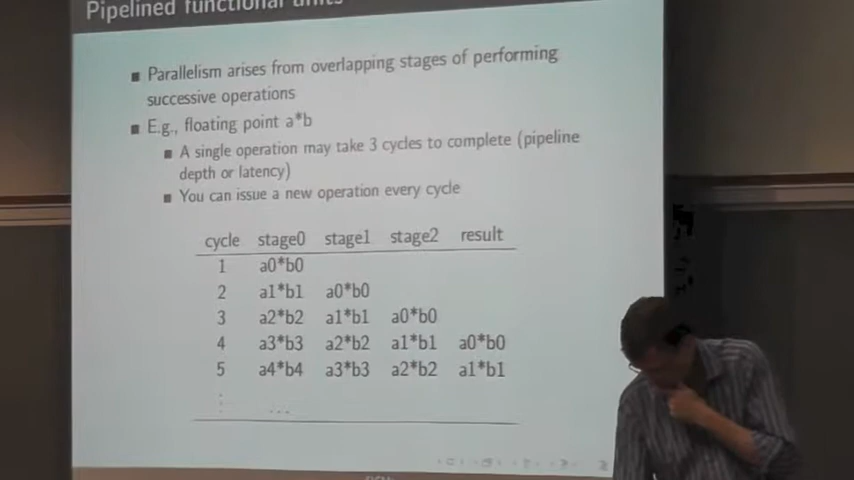 Pipelined functional units
Parallelism arises from overlapping stages of performing
successive operations
E.g., floating point a*b
A single operation may take 3 cycles to complete (pipeline
depth or latency)
You can issue a new operation every cycle
cycle stage0 stage1 stage2 result
1 a0*b0
2 a1*b1 a0*b0
3 a2*b2 a1*b1 a0*b0
4 a3*b3 a2*b2 a1*b1 a0*b0
5 a4*b4 a3*b3 a2*b2 a1*b1
⋮ ...